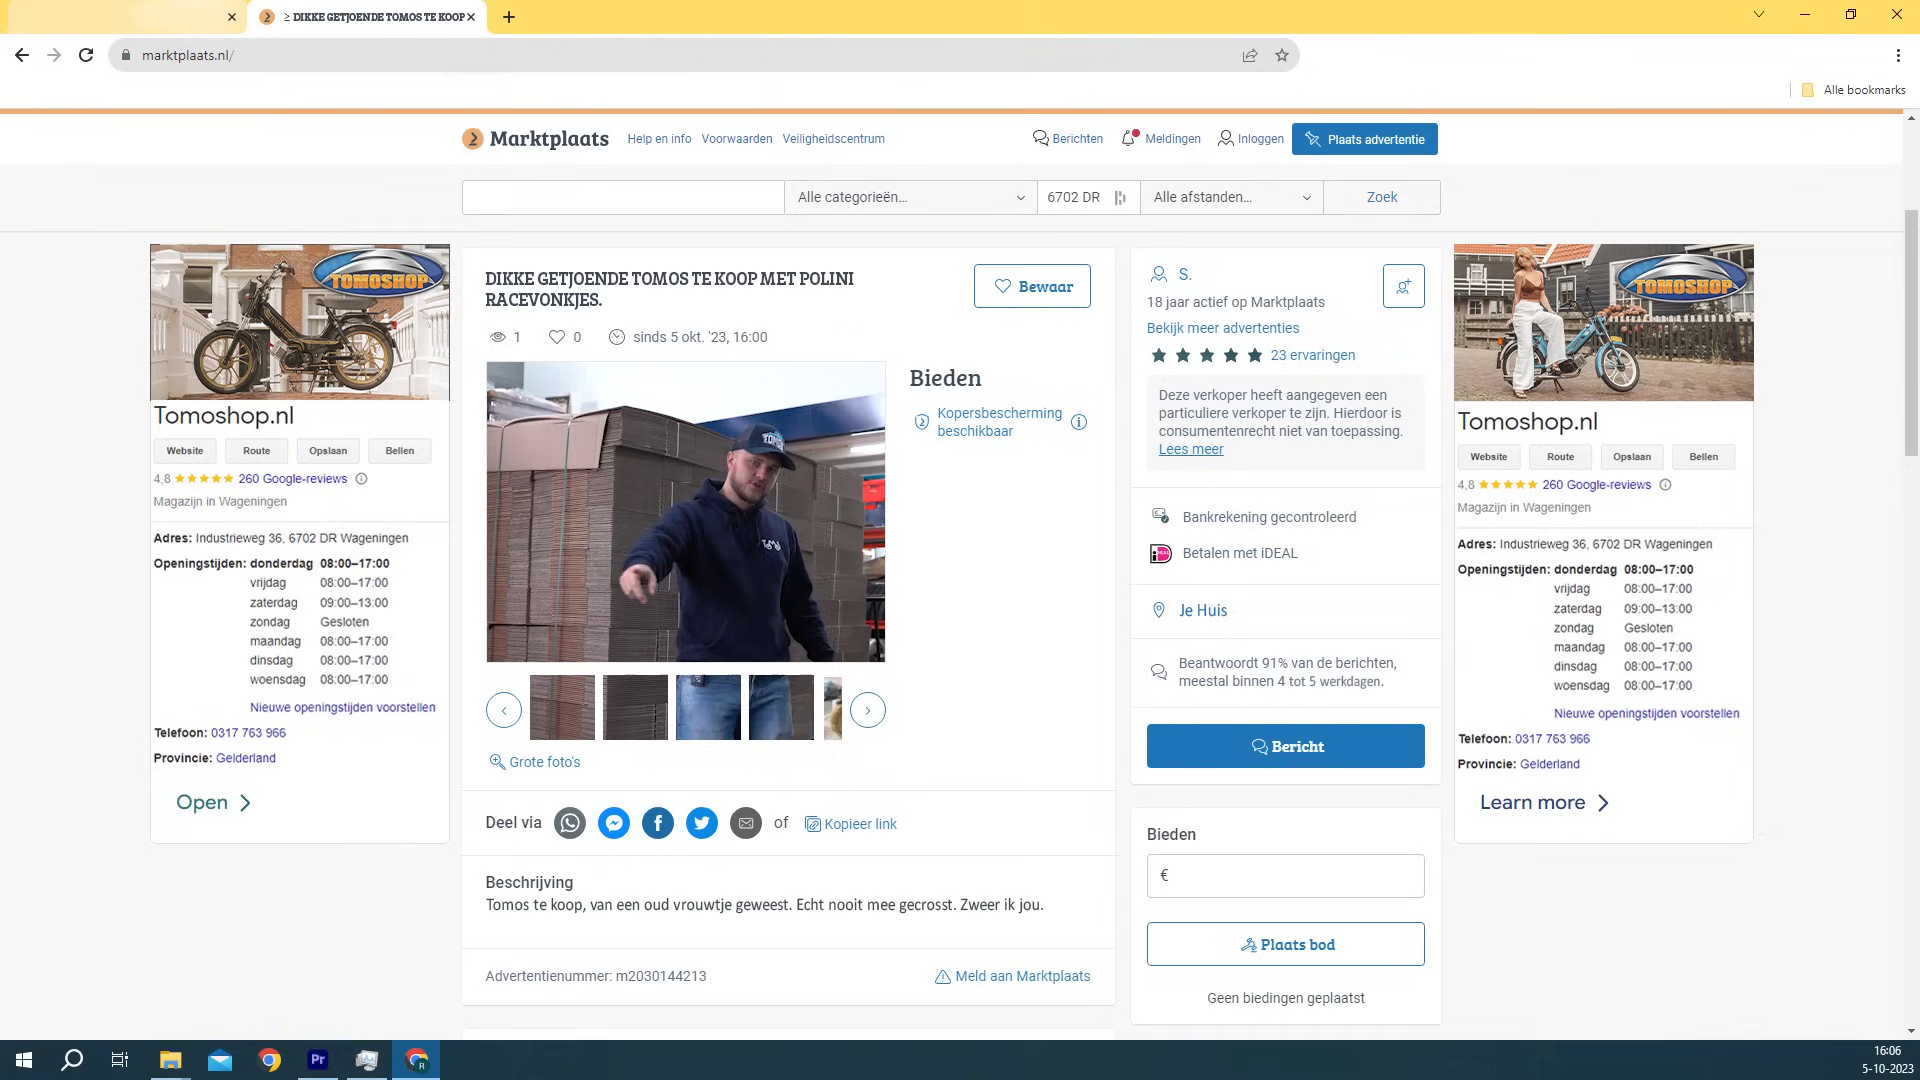 ≥ DIKKE GETJOENDE TOMOS TE KOOP
marktplaats.nl/
Alle bookmarks
Marktplaats
Help en info
Voorwaarden
Veiligheidscentrum
Berichten
Meldingen
Inloggen
Plaats advertentie
Alle categorieën...
6702 DR
Alle afstanden...
Zoek
TOMOSHOP
Tomoshop.nl
Website
Route
Opslaan
Bellen
4,8
260 Google-reviews
Magazijn in Wageningen
Adres: Industrieweg 36, 6702 DR Wageningen
Openingstijden: donderdag 08:00–17:00
vrijdag 08:00–17:00
zaterdag 09:00–13:00
zondag Gesloten
maandag 08:00–17:00
dinsdag 08:00–17:00
woensdag 08:00–17:00
Nieuwe openingstijden voorstellen
Telefoon: 0317 763 966
Provincie: Gelderland
Open
DIKKE GETJOENDE TOMOS TE KOOP MET POLINI
RACEVONKJES.
Bewaar
1
0
sinds 5 okt. '23, 16:00
Bieden
Kopersbescherming
beschikbaar
Grote foto's
Deel via
of
Kopieer link
Beschrijving
Tomos te koop, van een oud vrouwtje geweest. Echt nooit mee gecrosst. Zweer ik jou.
Advertentienummer: m2030144213
Meld aan Marktplaats
S.
18 jaar actief op Marktplaats
Bekijk meer advertenties
23 ervaringen
Deze verkoper heeft aangegeven een
particuliere verkoper te zijn. Hierdoor is
consumentenrecht niet van toepassing.
Lees meer
Bankrekening gecontroleerd
Betalen met iDEAL
Je Huis
Beantwoordt 91% van de berichten,
meestal binnen 4 tot 5 werkdagen.
Bericht
Bieden
€
Plaats bod
Geen biedingen geplaatst
TOMOSHOP
Tomoshop.nl
Website
Route
Opslaan
Bellen
4,8
260 Google-reviews
Magazijn in Wageningen
Adres: Industrieweg 36, 6702 DR Wageningen
Openingstijden: donderdag 08:00–17:00
vrijdag 08:00–17:00
zaterdag 09:00–13:00
zondag Gesloten
maandag 08:00–17:00
dinsdag 08:00–17:00
woensdag 08:00–17:00
Nieuwe openingstijden voorstellen
Telefoon: 0317 763 966
Provincie: Gelderland
Learn more
Pr
16:06
5-10-2023